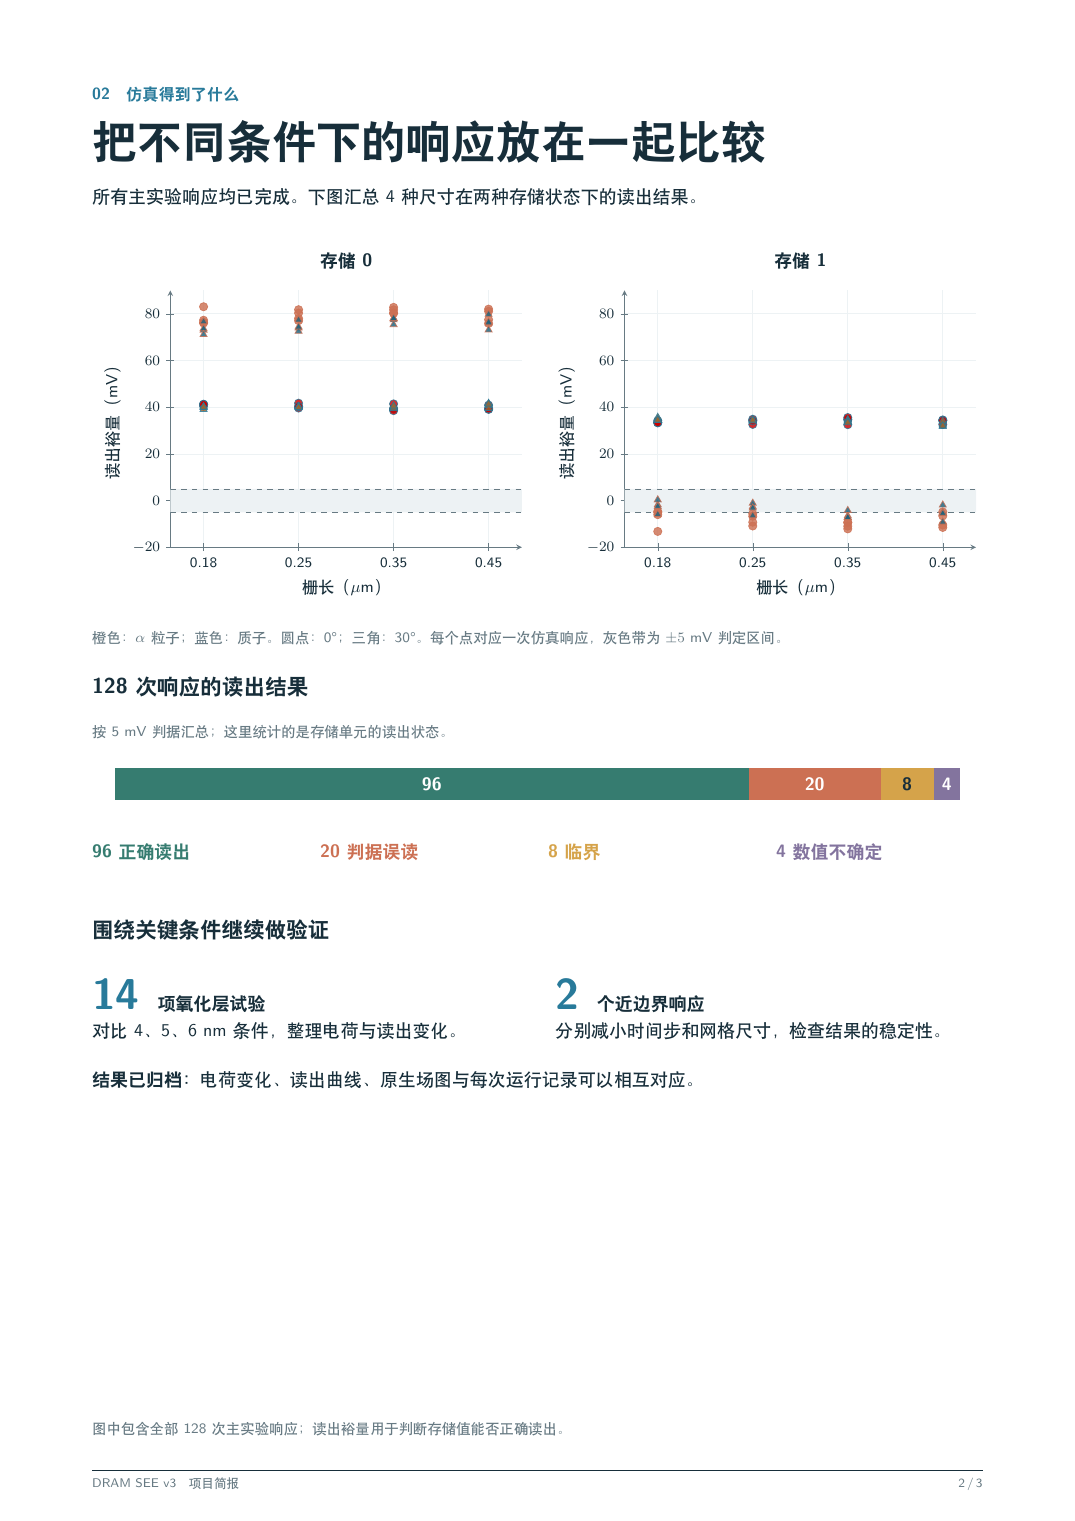 02 仿真得到了什么
把不同条件下的响应放在一起比较
所有主实验响应均已完成。下图汇总 4 种尺寸在两种存储状态下的读出结果。
存储 0
80
60
40
20
0
−20
读出裕量（mV）
0.18 0.25 0.35 0.45
栅长（μm）
存储 1
80
60
40
20
0
−20
读出裕量（mV）
0.18 0.25 0.35 0.45
栅长（μm）
橙色：α 粒子；蓝色：质子。圆点：0°；三角：30°。每个点对应一次仿真响应，灰色带为 ±5 mV 判定区间。
128 次响应的读出结果
按 5 mV 判据汇总；这里统计的是存储单元的读出状态。
96 20 8 4
96 正确读出 20 判据误读 8 临界 4 数值不确定
围绕关键条件继续做验证
14 项氧化层试验
对比 4、5、6 nm 条件，整理电荷与读出变化。
2 个近边界响应
分别减小时间步和网格尺寸，检查结果的稳定性。
结果已归档：电荷变化、读出曲线、原生场图与每次运行记录可以相互对应。
图中包含全部 128 次主实验响应；读出裕量用于判断存储值能否正确读出。
DRAM SEE v3 项目简报 2 / 3